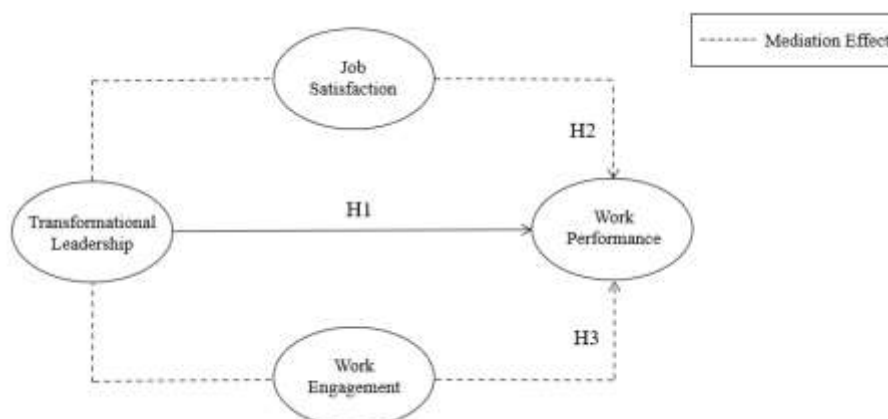 Mediation Effect
Job
Satisfaction
H2
H1
Transformational
Leadership
Work
Performance
H3
Work
Engagement